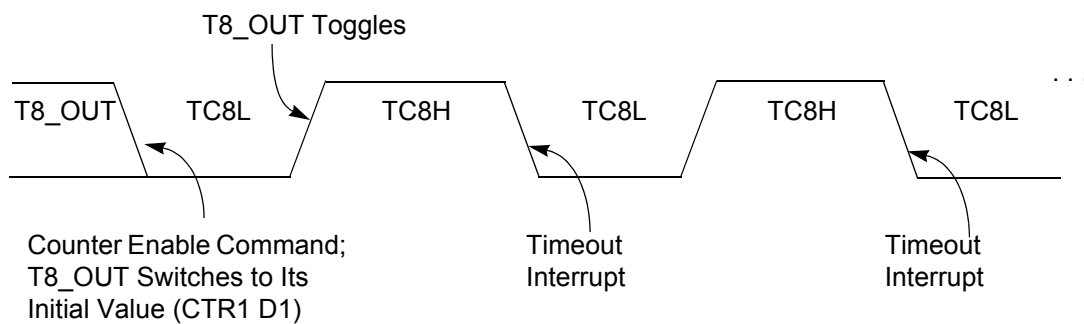 T8_OUT Toggles
. . .
T8_OUT TC8L TC8H TC8L TC8H TC8L
Counter Enable Command;
T8_OUT Switches to Its
Initial Value (CTR1 D1)
Timeout
Interrupt
Timeout
Interrupt